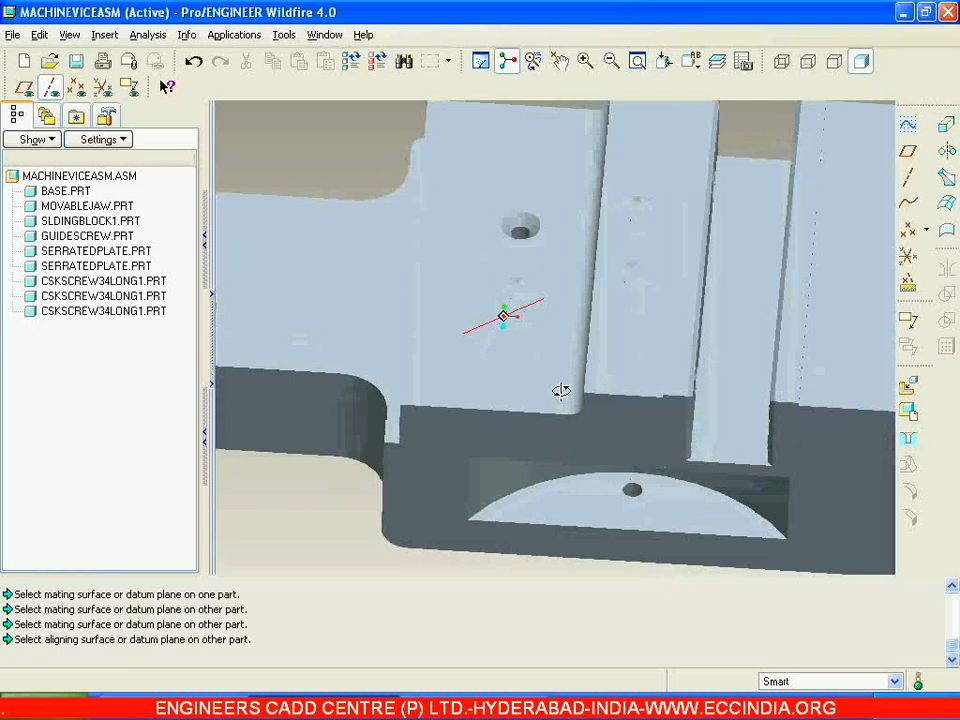 MACHINEVICEASM (Active) - Pro/ENGINEER Wildfire 4.0
File Edit View Insert Analysis Info Applications Tools Window Help
Show Settings
MACHINEVICEASM.ASM
BASE.PRT
MOVABLEJAW.PRT
SLDINGBLOCK1.PRT
GUIDESCREW.PRT
SERRATEDPLATE.PRT
SERRATEDPLATE.PRT
CSKSCREW34LONG1.PRT
CSKSCREW34LONG1.PRT
CSKSCREW34LONG1.PRT
Select mating surface or datum plane on one part.
Select mating surface or datum plane on other part.
Select mating surface or datum plane on other part.
Select aligning surface or datum plane on other part.
Smart
. ENGINEERS CADD CENTRE (P) LTD.-HYDERABAD-INDIA-WWW.ECCINDIA.ORG